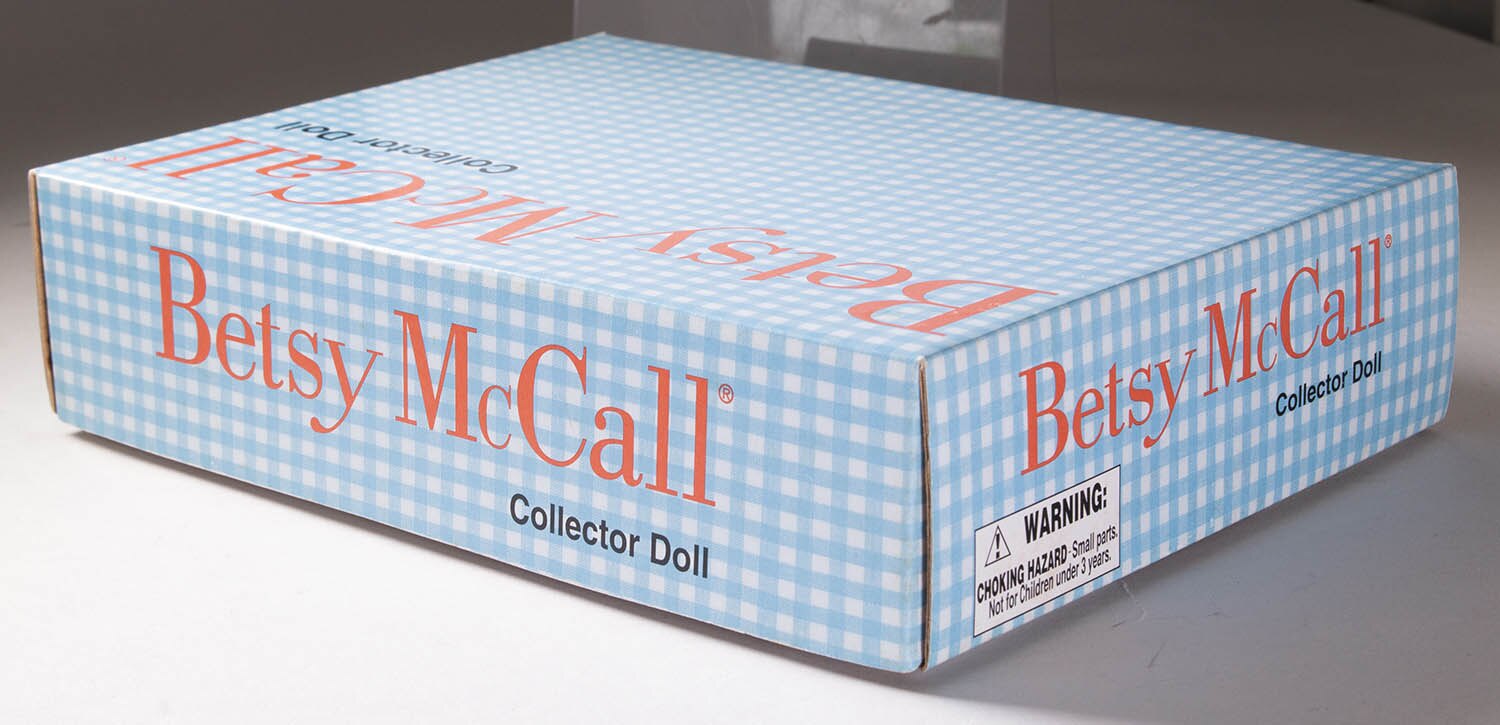 Betsy McCall®
Collector Doll
Betsy McCall®
Collector Doll
Betsy McCall®
Collector Doll
⚠ WARNING:
CHOKING HAZARD-Small parts.
Not for Children under 3 years.